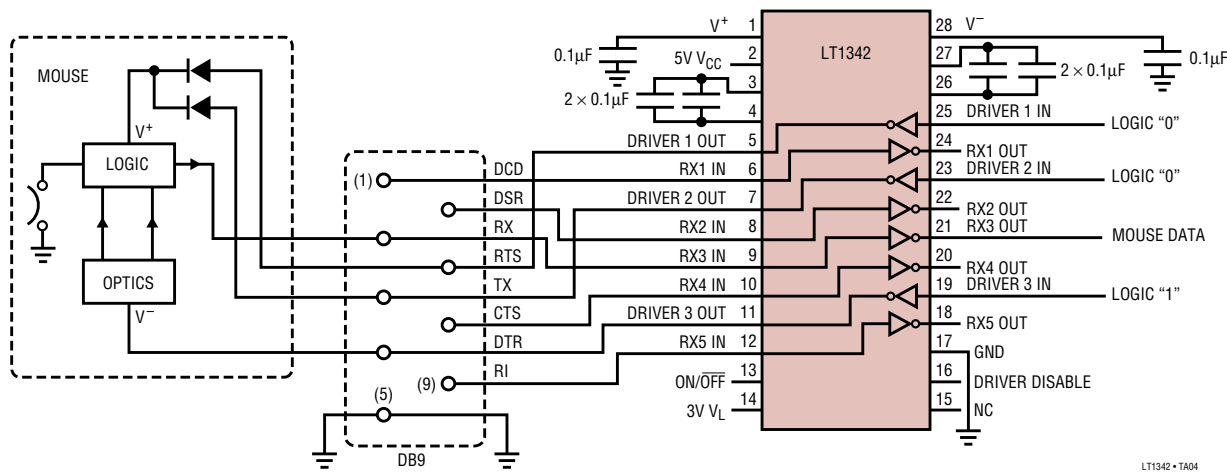 MOUSE
V+
LOGIC
OPTICS
V−
(1)
(5)
(9)
DB9
DCD
DSR
RX
RTS
TX
CTS
DTR
RI
V+ 1
0.1µF
5V VCC 2
3
2 × 0.1µF
4
DRIVER 1 OUT 5
RX1 IN 6
DRIVER 2 OUT 7
RX2 IN 8
RX3 IN 9
RX4 IN 10
DRIVER 3 OUT 11
RX5 IN 12
ON/OFF 13
3V VL 14
LT1342
28 V−
0.1µF
27
2 × 0.1µF
26
25 DRIVER 1 IN LOGIC “0”
24 RX1 OUT
23 DRIVER 2 IN LOGIC “0”
22 RX2 OUT
21 RX3 OUT MOUSE DATA
20 RX4 OUT
19 DRIVER 3 IN LOGIC “1”
18 RX5 OUT
17 GND
16 DRIVER DISABLE
15 NC
LT1342 • TA04